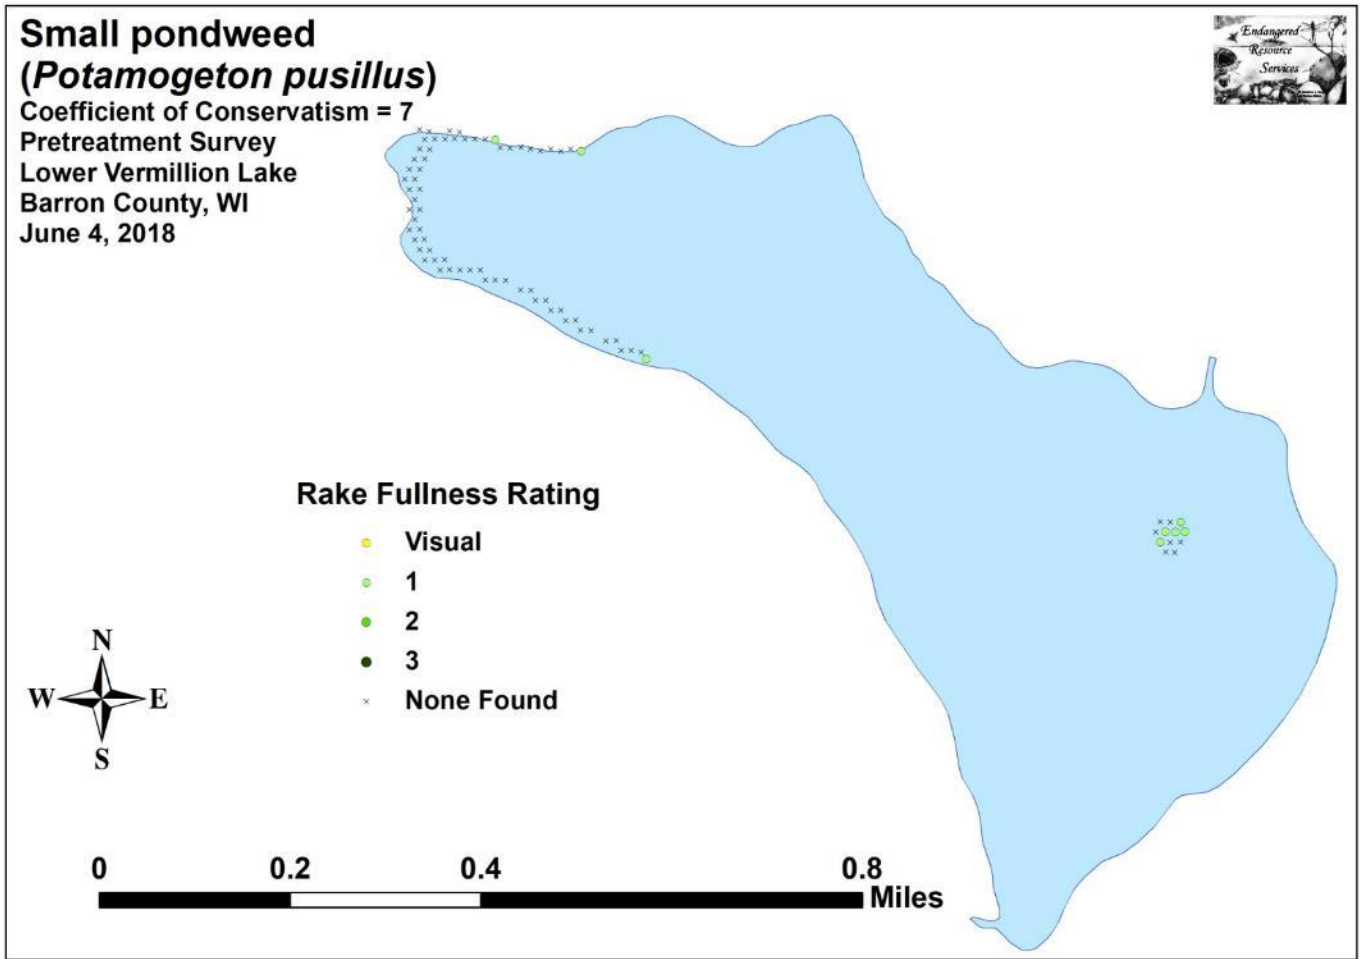 Small pondweed
(Potamogeton pusillus)
Coefficient of Conservatism = 7
Pretreatment Survey
Lower Vermillion Lake
Barron County, WI
June 4, 2018
Endangered
Resource
Services
Rake Fullness Rating
Visual
1
2
3
None Found
N
W E
S
0 0.2 0.4 0.8
Miles